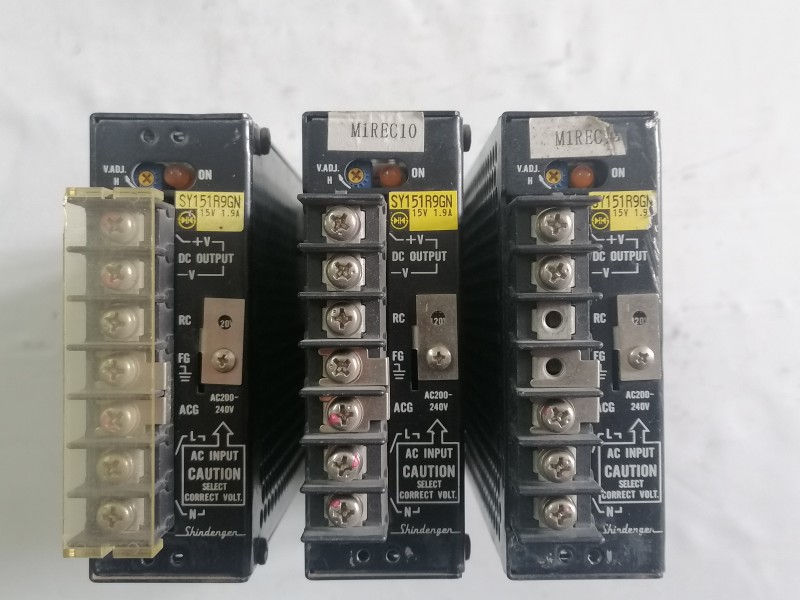 V.ADJ.
H
ON
SY151R9GN
15V 1.9A
+V
DC OUTPUT
-V
RC
FG
ACG
AC200-
240V
L
AC INPUT
CAUTION
SELECT
CORRECT VOLT.
N
Shindengen
M1REC10
V.ADJ.
H
ON
SY151R9GN
15V 1.9A
+V
DC OUTPUT
-V
RC
FG
ACG
AC200-
240V
L
AC INPUT
CAUTION
SELECT
CORRECT VOLT.
N
Shindengen
M1REC
V.ADJ.
H
ON
SY151R9GN
15V 1.9A
+V
DC OUTPUT
-V
RC
FG
ACG
AC200-
240V
L
AC INPUT
CAUTION
SELECT
CORRECT VOLT.
N
Shindengen